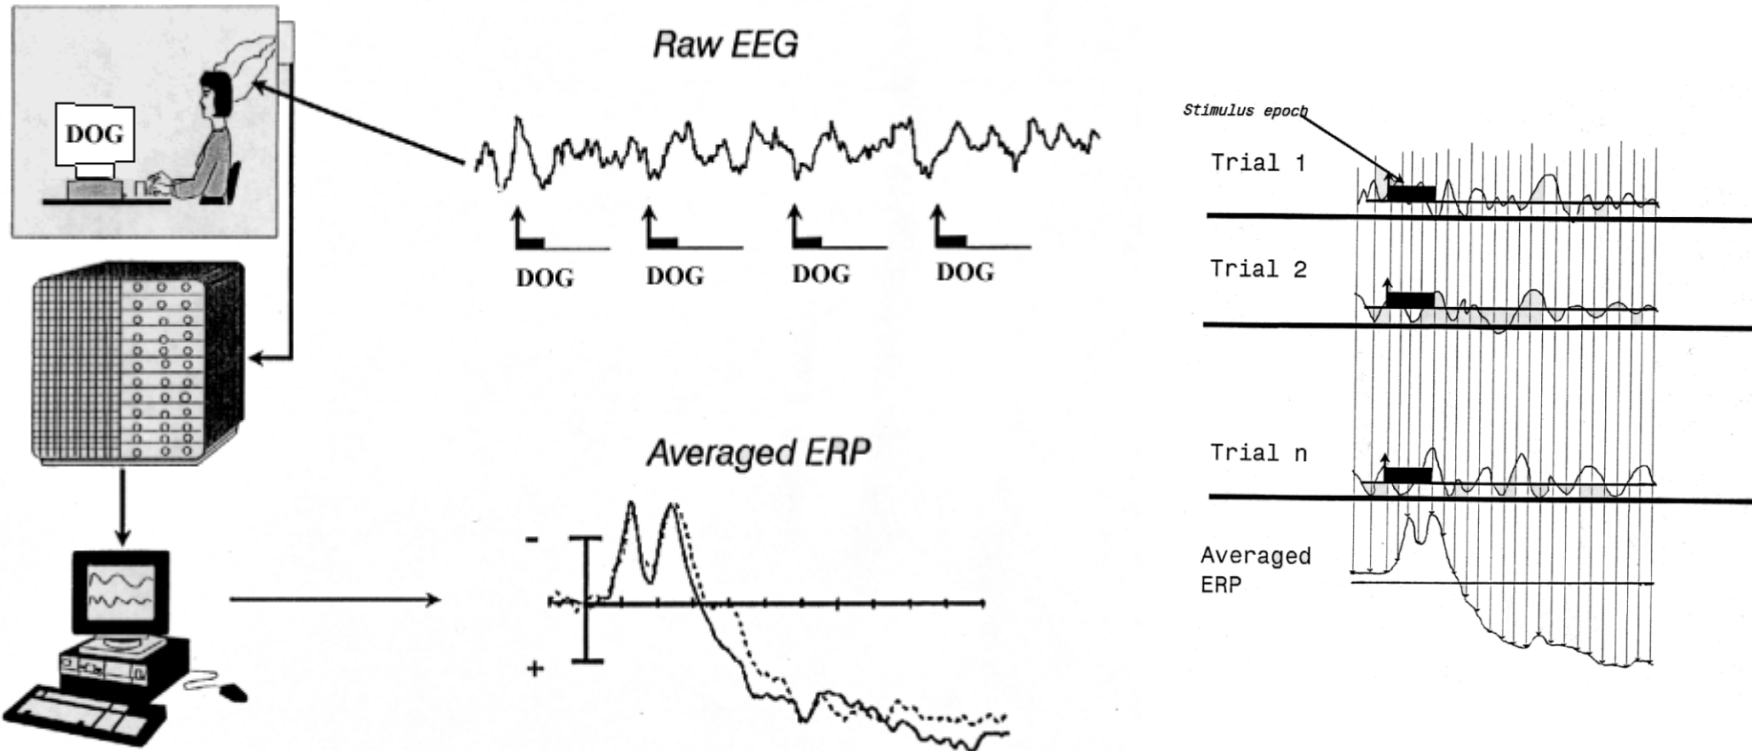 Raw EEG
DOG
DOG DOG DOG DOG
Averaged ERP
-
+
Stimulus epoch
Trial 1
Trial 2
Trial n
Averaged
ERP